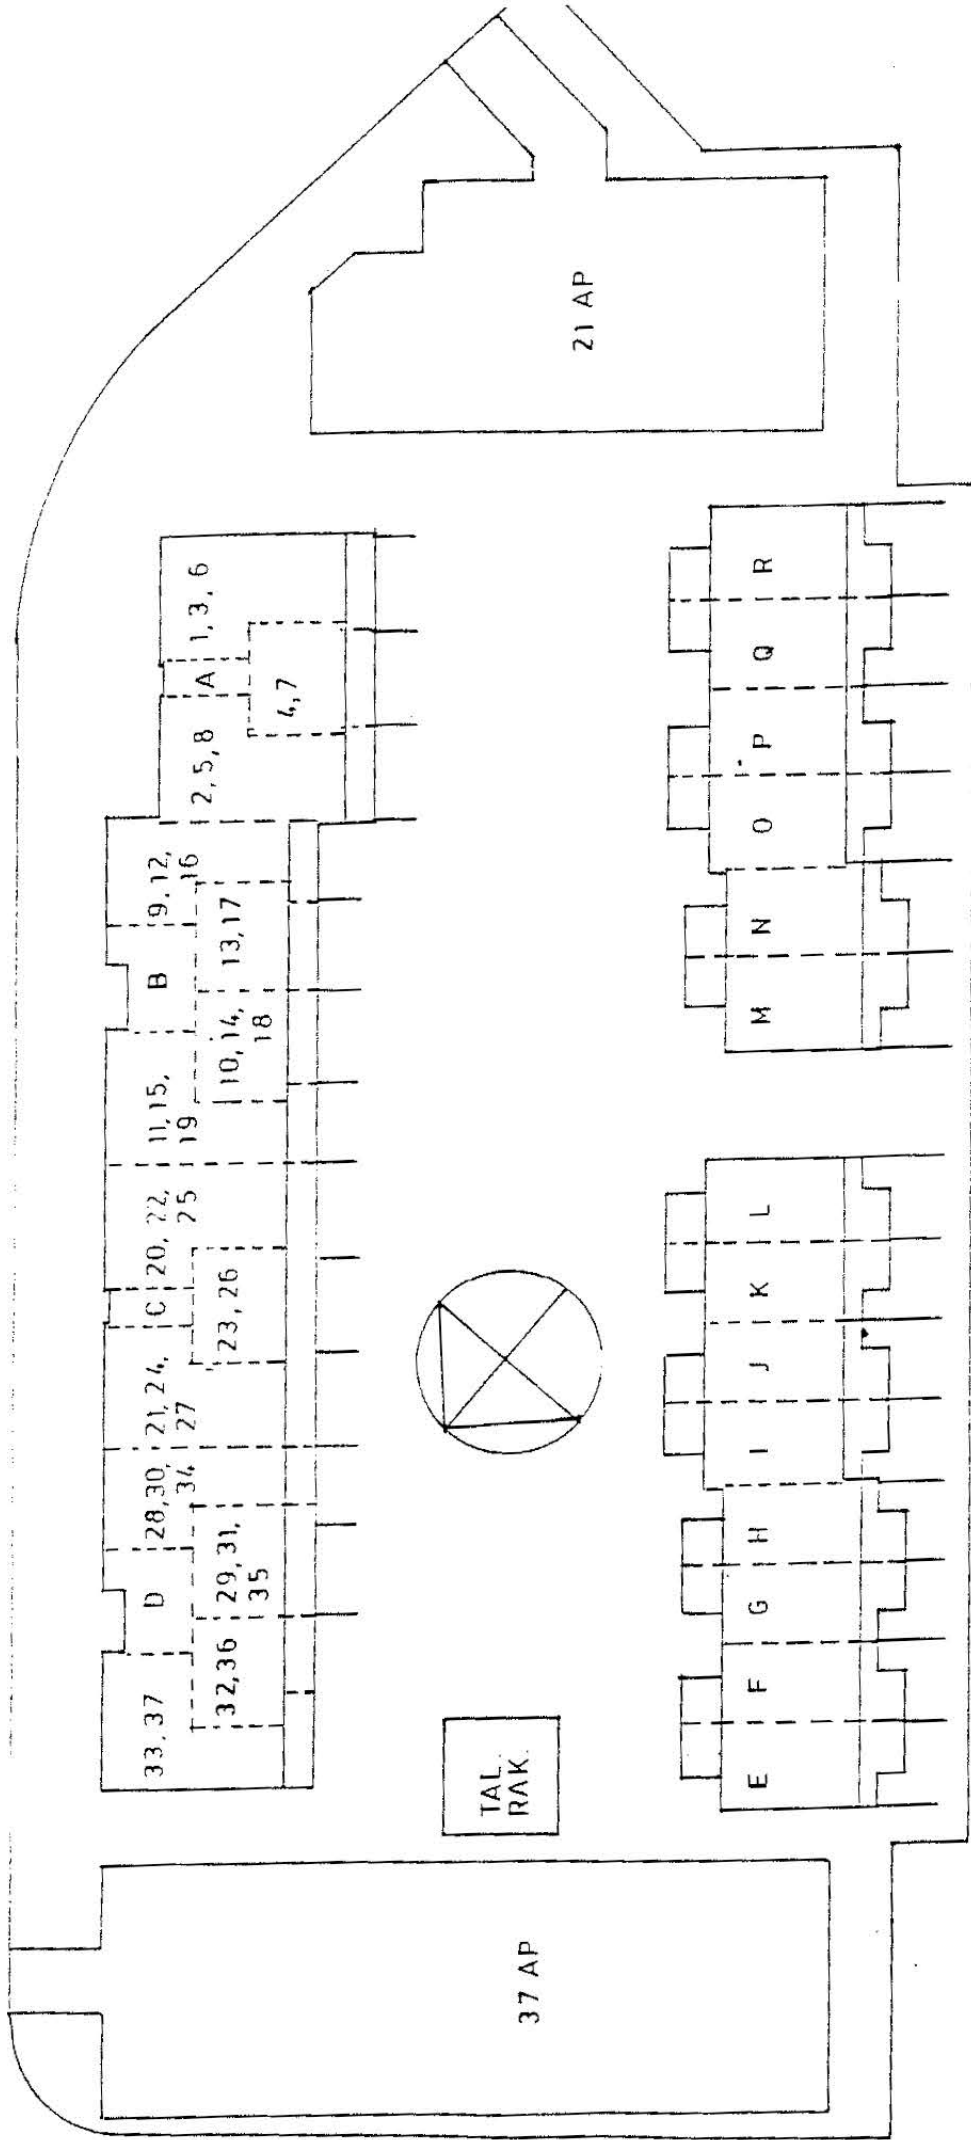 33, 37
D
28, 30,
34
32, 36
29, 31,
35
21, 24,
27
C
20, 22,
25
23, 26
11, 15,
19
B
9, 12,
16
10, 14,
18
13, 17
2, 5, 8
A
1, 3, 6
4, 7
37 AP
TAL.
RAK.
21 AP
E F G H I J K L M N O P Q R